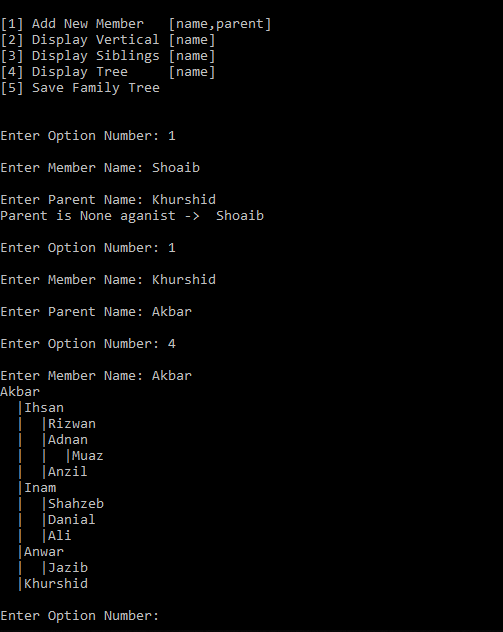 [1] Add New Member   [name,parent]
[2] Display Vertical [name]
[3] Display Siblings [name]
[4] Display Tree     [name]
[5] Save Family Tree
Enter Option Number: 1
Enter Member Name: Shoaib
Enter Parent Name: Khurshid
Parent is None aganist ->  Shoaib
Enter Option Number: 1
Enter Member Name: Khurshid
Enter Parent Name: Akbar
Enter Option Number: 4
Enter Member Name: Akbar
Akbar
  |Ihsan
  |  |Rizwan
  |  |Adnan
  |  |  |Muaz
  |  |Anzil
  |Inam
  |  |Shahzeb
  |  |Danial
  |  |Ali
  |Anwar
  |  |Jazib
  |Khurshid
Enter Option Number: